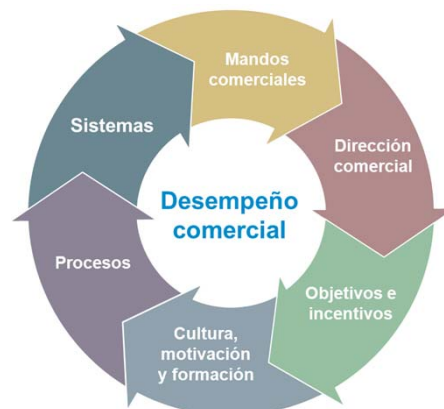 Mandos
comerciales
Dirección
comercial
Objetivos e
incentivos
Cultura,
motivación
y formación
Procesos
Sistemas
Desempeño
comercial